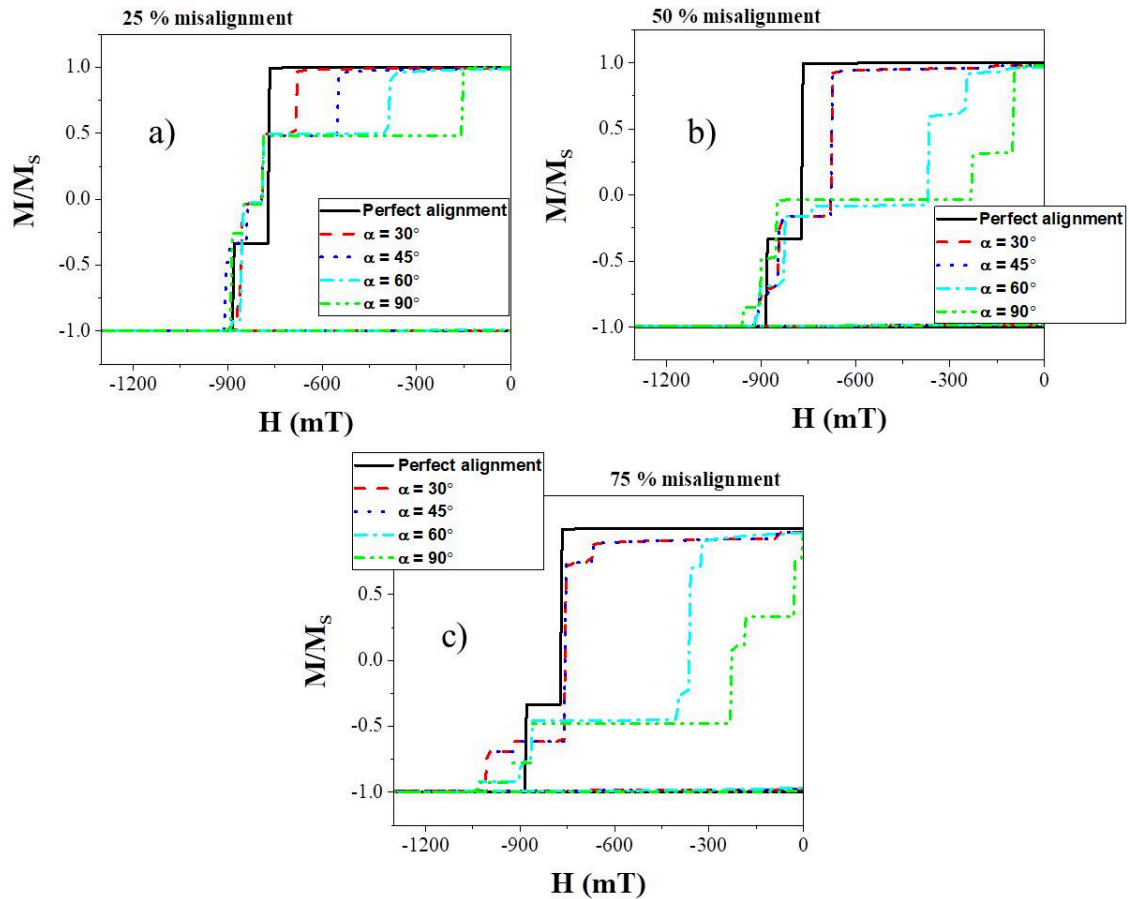 25 % misalignment
1.0
0.5
0.0
-0.5
-1.0
M/Ms
a)
Perfect alignment
α = 30°
α = 45°
α = 60°
α = 90°
-1200 -900 -600 -300 0
H (mT)
50 % misalignment
1.0
0.5
0.0
-0.5
-1.0
M/Ms
b)
Perfect alignment
α = 30°
α = 45°
α = 60°
α = 90°
-1200 -900 -600 -300 0
H (mT)
Perfect alignment
α = 30°
α = 45°
α = 60°
α = 90°
75 % misalignment
0.5
0.0
-0.5
-1.0
M/Ms
c)
-1200 -900 -600 -300 0
H (mT)